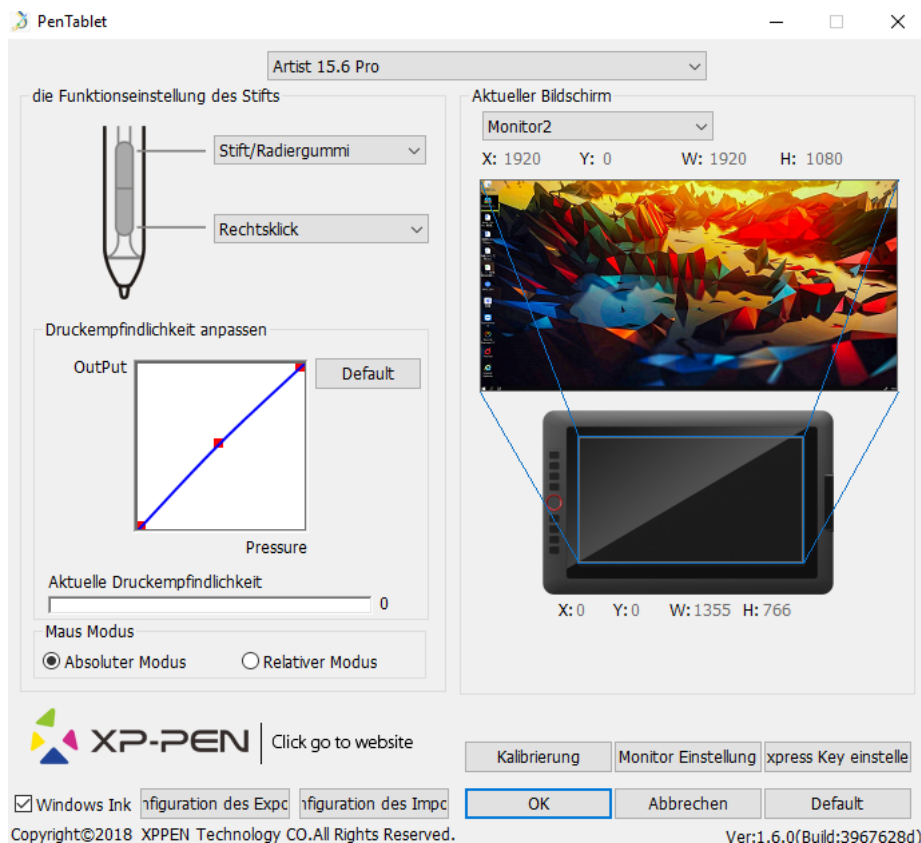 PenTablet
Artist 15.6 Pro
die Funktionseinstellung des Stifts
Stift/Radiergummi
Rechtsklick
Druckempfindlichkeit anpassen
OutPut
Default
Pressure
Aktuelle Druckempfindlichkeit
0
Maus Modus
Absoluter Modus Relativer Modus
Aktueller Bildschirm
Monitor2
X: 1920 Y: 0 W: 1920 H: 1080
X: 0 Y: 0 W: 1355 H: 766
XP-PEN Click go to website
Kalibrierung Monitor Einstellung xpress Key einstelle
Windows Ink nfiguration des Expo nfiguration des Impo OK Abbrechen Default
Copyright©2018 XPPEN Technology CO.All Rights Reserved. Ver:1.6.0(Build:3967628d)